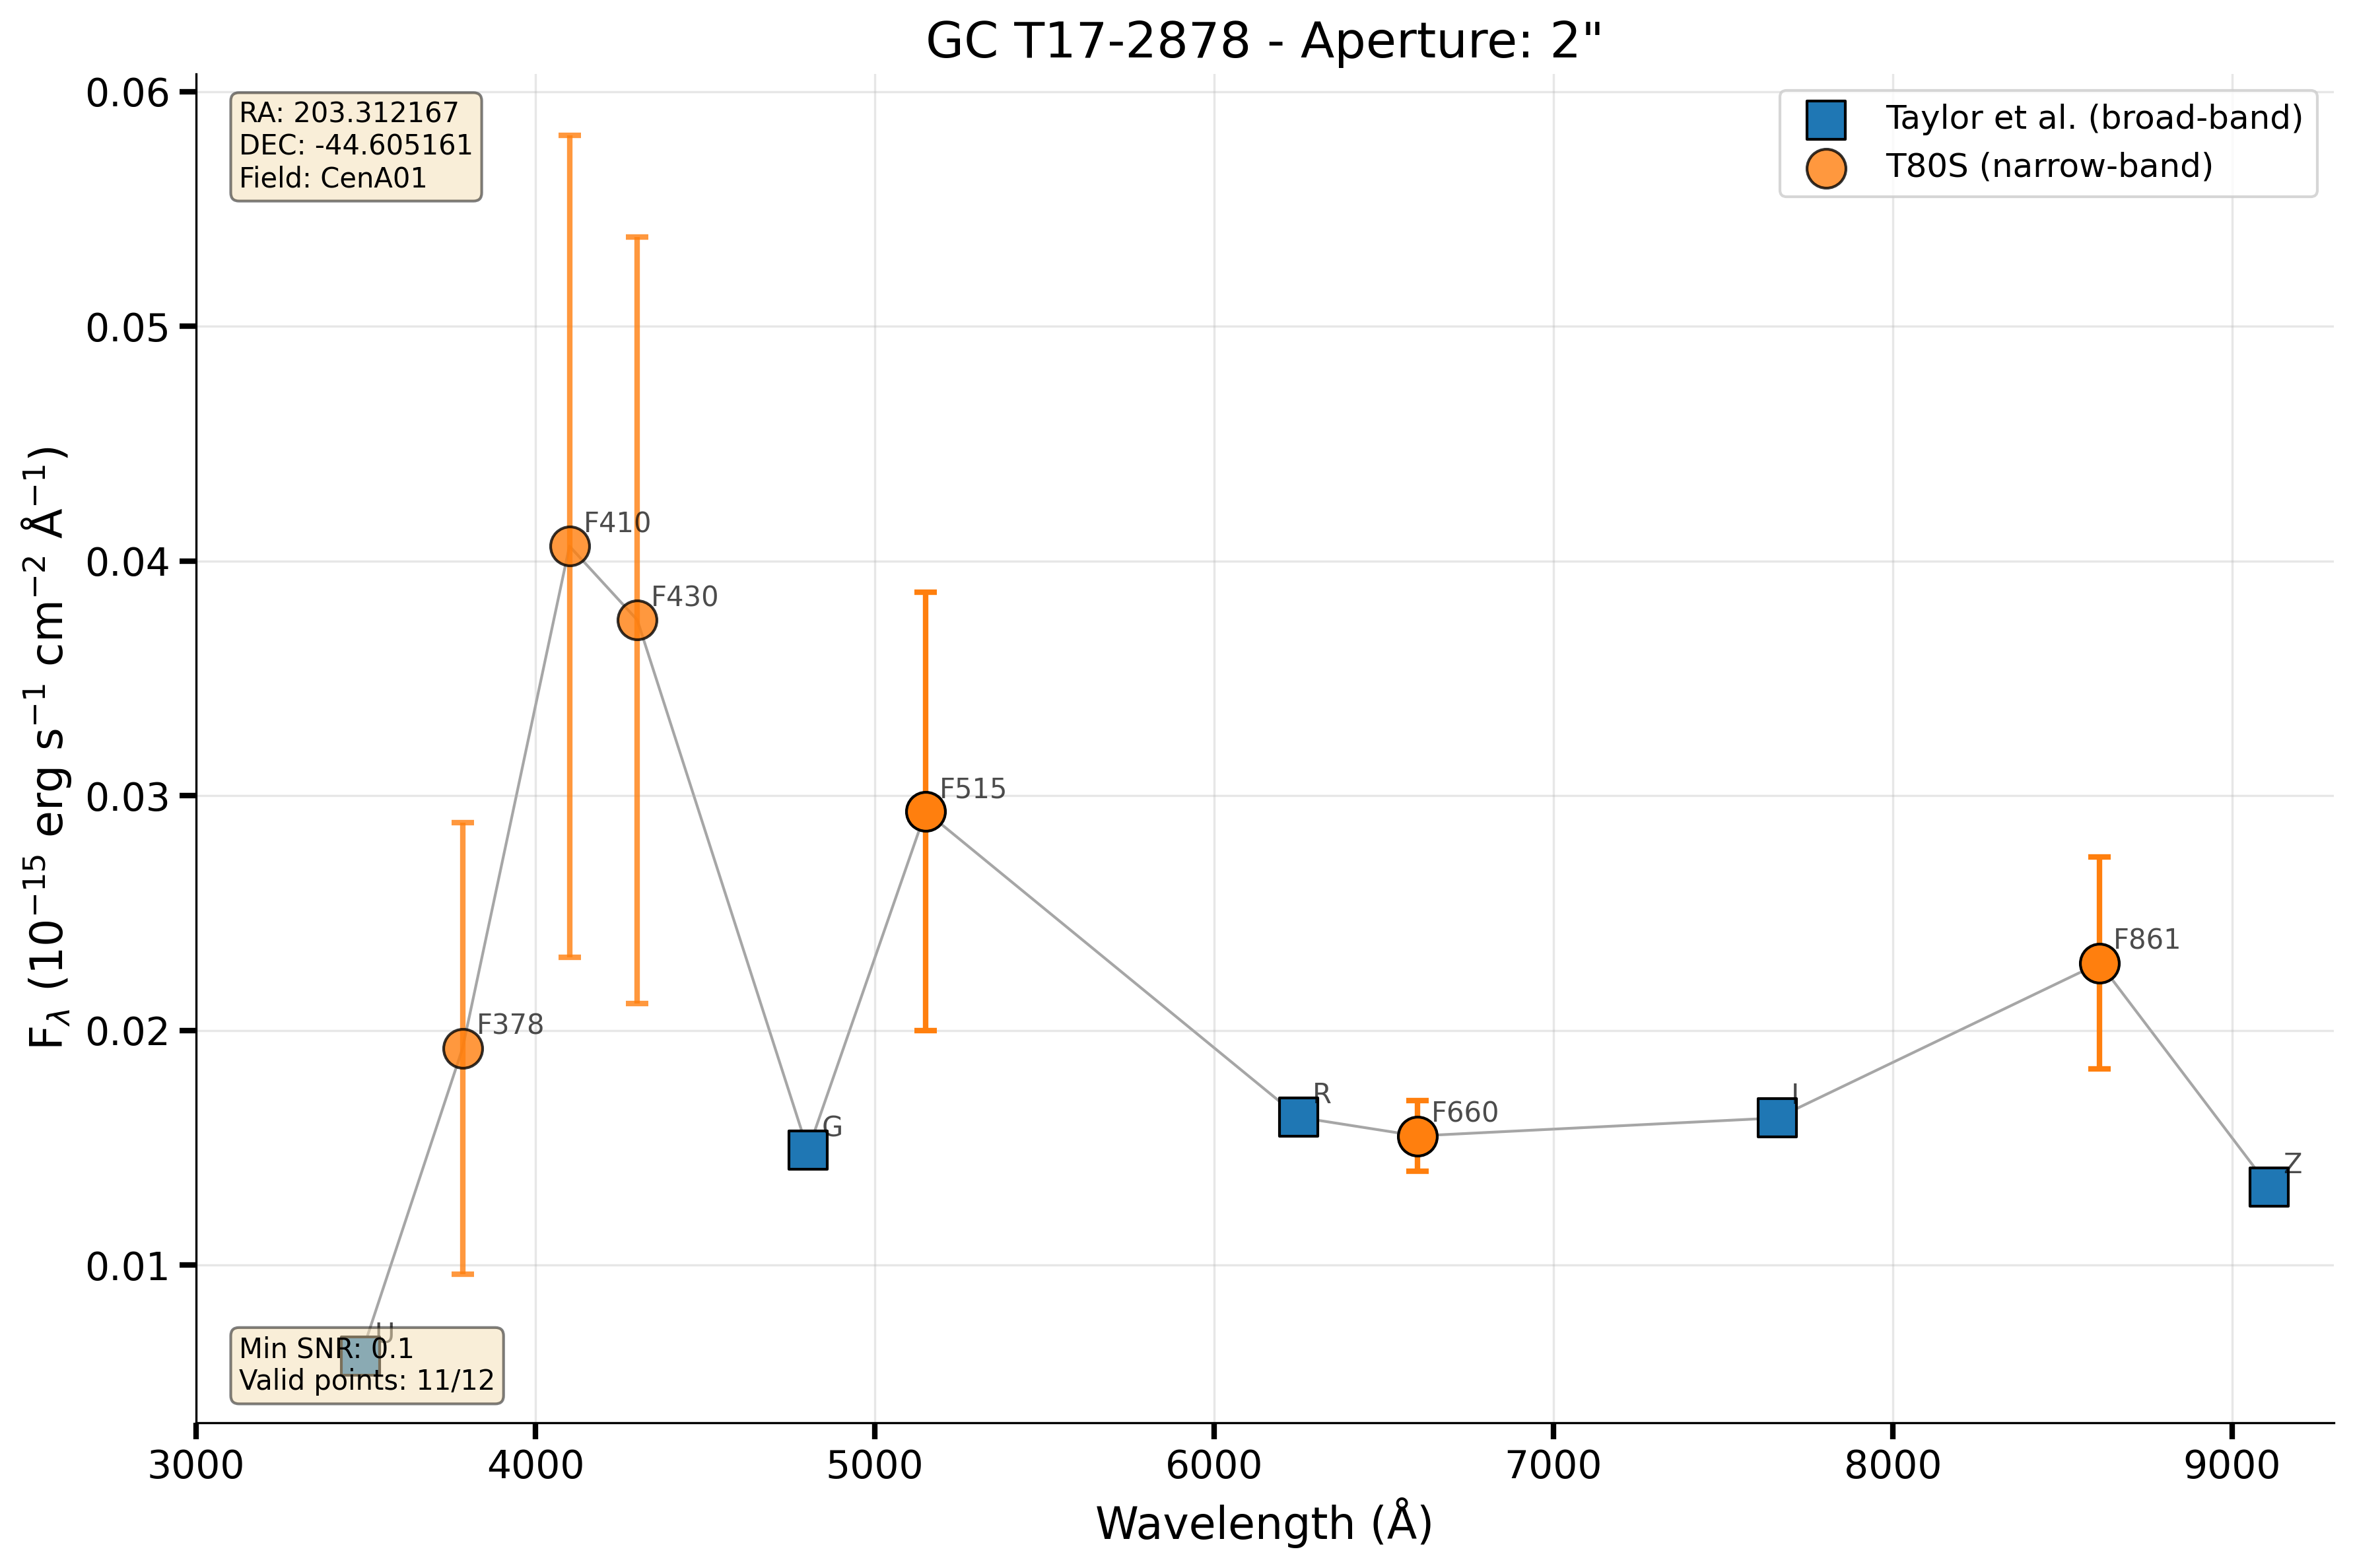 GC T17-2878 - Aperture: 2"
RA: 203.312167
DEC: -44.605161
Field: CenA01
Taylor et al. (broad-band)
T80S (narrow-band)
0.06
0.05
0.04
0.03
0.02
0.01
F410
F430
F515
F861
F378
R
F660
I
G
Z
U
Min SNR: 0.1
Valid points: 11/12
3000 4000 5000 6000 7000 8000 9000
Wavelength (Å)
Fλ (10⁻¹⁵ erg s⁻¹ cm⁻² Å⁻¹)